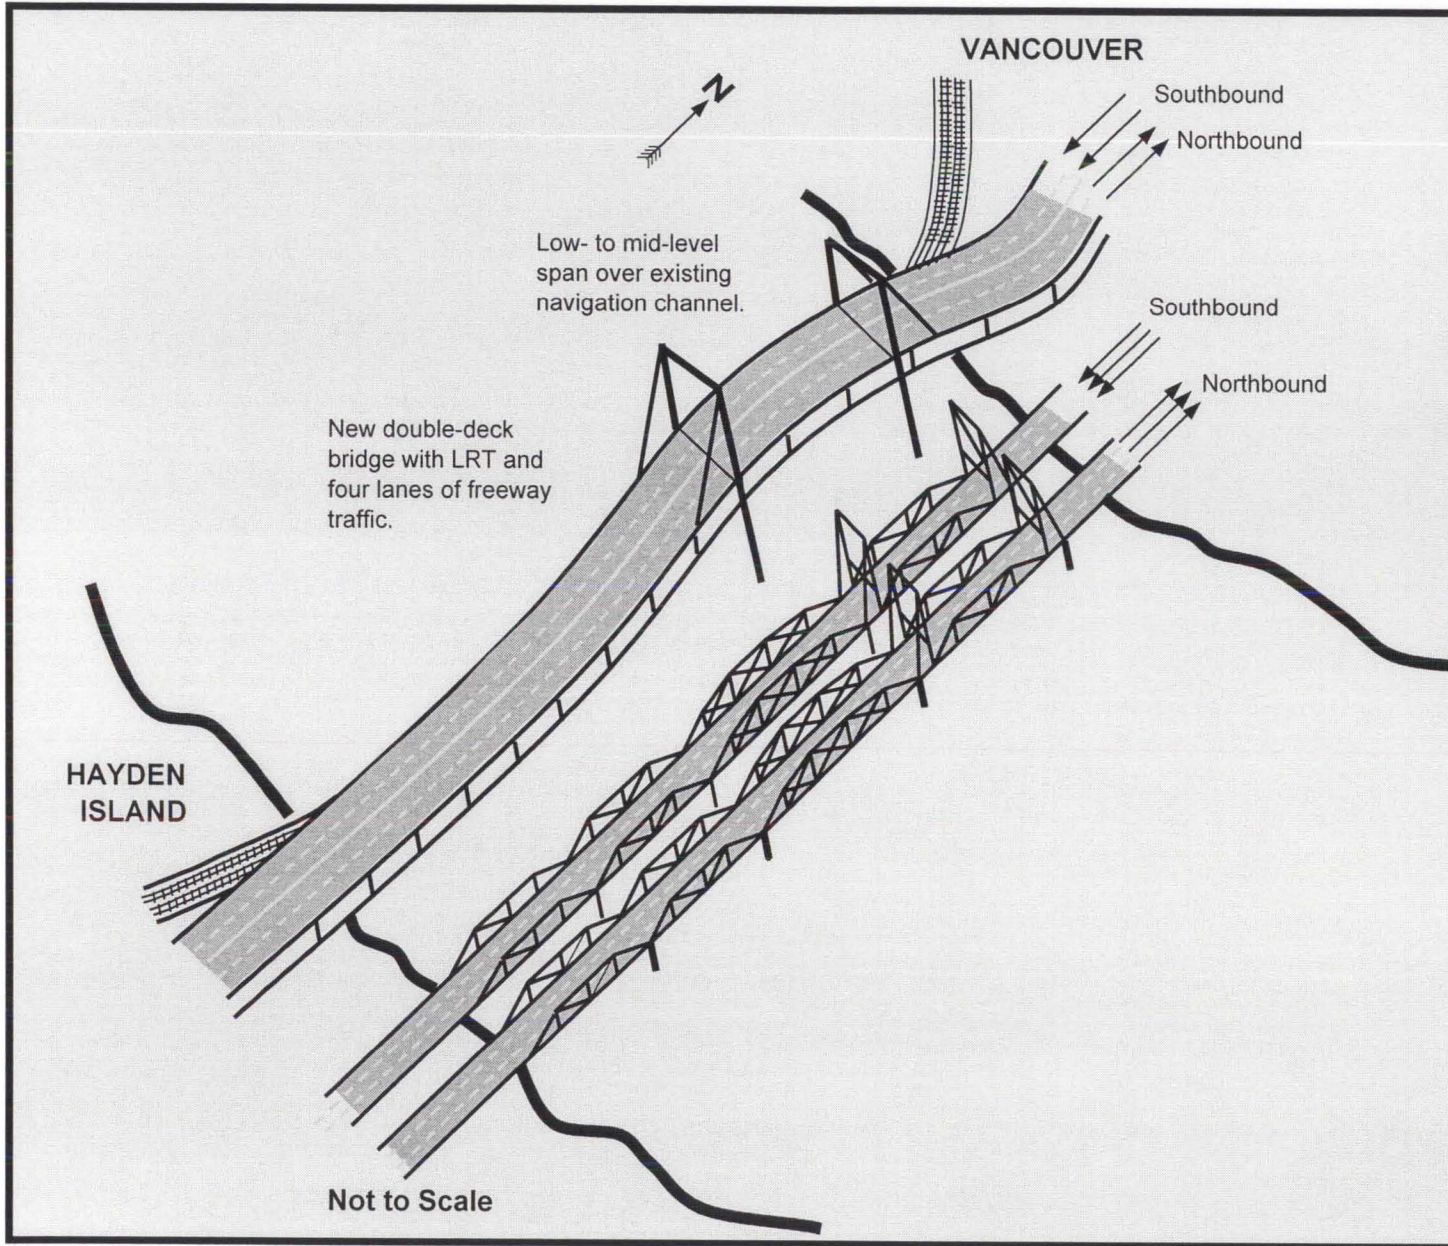 VANCOUVER
N
Southbound
Northbound
Low- to mid-level
span over existing
navigation channel.
Southbound
Northbound
New double-deck
bridge with LRT and
four lanes of freeway
traffic.
HAYDEN
ISLAND
Not to Scale